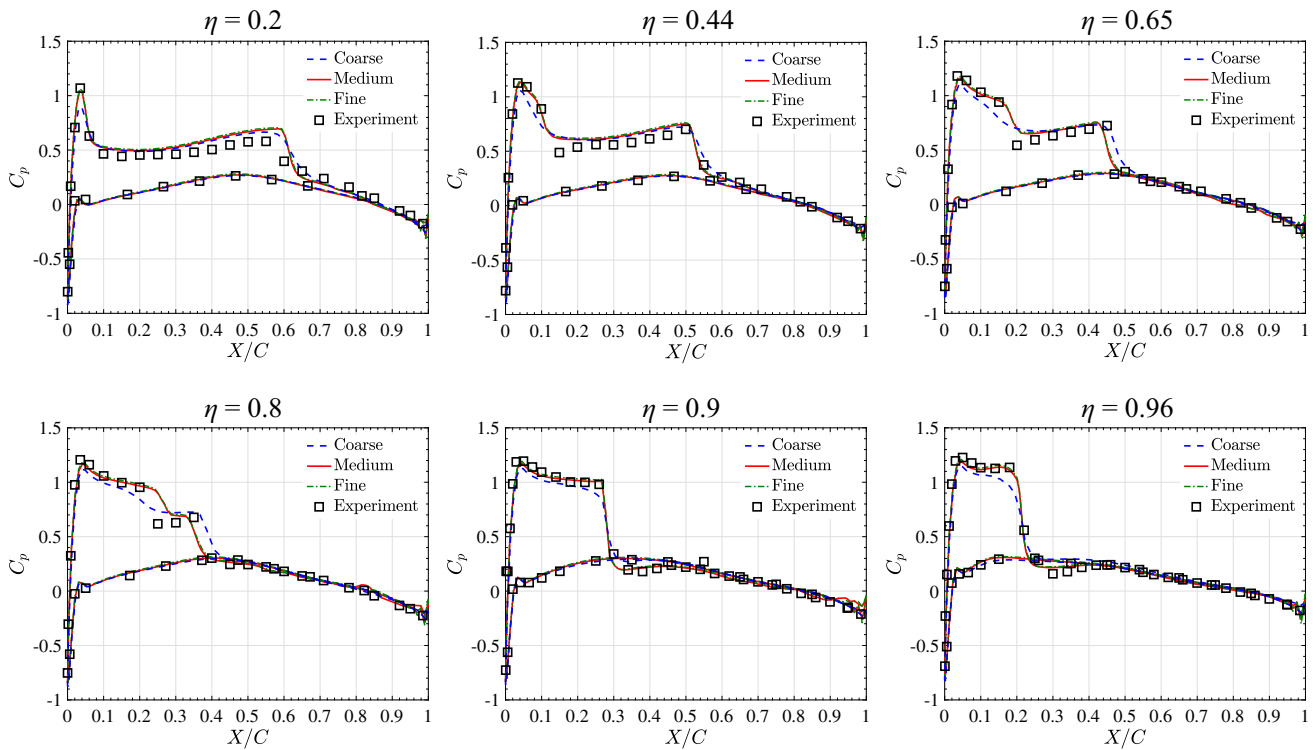 η = 0.2
η = 0.44
η = 0.65
1.5
1
0.5
0
-0.5
-1
C_p
0 0.1 0.2 0.3 0.4 0.5 0.6 0.7 0.8 0.9 1
X/C
Coarse
Medium
Fine
Experiment
1.5
1
0.5
0
-0.5
-1
C_p
0 0.1 0.2 0.3 0.4 0.5 0.6 0.7 0.8 0.9 1
X/C
Coarse
Medium
Fine
Experiment
1.5
1
0.5
0
-0.5
-1
C_p
0 0.1 0.2 0.3 0.4 0.5 0.6 0.7 0.8 0.9 1
X/C
Coarse
Medium
Fine
Experiment
η = 0.8
η = 0.9
η = 0.96
1.5
1
0.5
0
-0.5
-1
C_p
0 0.1 0.2 0.3 0.4 0.5 0.6 0.7 0.8 0.9 1
X/C
Coarse
Medium
Fine
Experiment
1.5
1
0.5
0
-0.5
-1
C_p
0 0.1 0.2 0.3 0.4 0.5 0.6 0.7 0.8 0.9 1
X/C
Coarse
Medium
Fine
Experiment
1.5
1
0.5
0
-0.5
-1
C_p
0 0.1 0.2 0.3 0.4 0.5 0.6 0.7 0.8 0.9 1
X/C
Coarse
Medium
Fine
Experiment